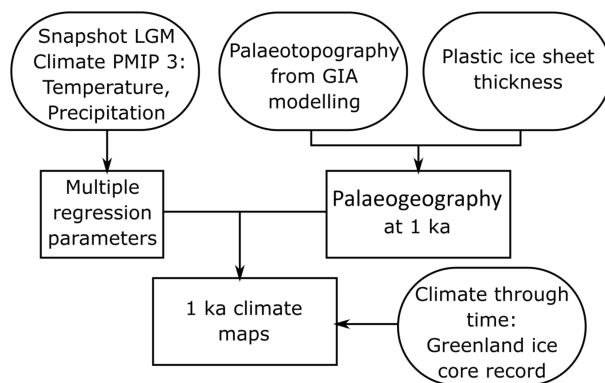 Snapshot LGM
Climate PMIP 3:
Temperature,
Precipitation
Palaeotopography
from GIA
modelling
Plastic ice sheet
thickness
Multiple
regression
parameters
Palaeogeography
at 1 ka
1 ka climate
maps
Climate through
time:
Greenland ice
core record